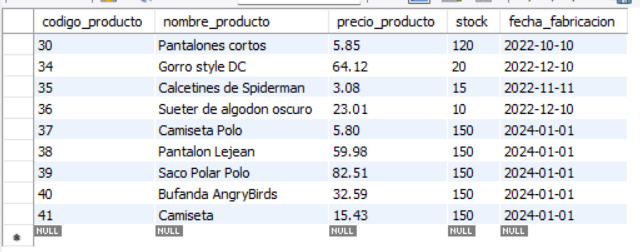 codigo_producto nombre_producto precio_producto stock fecha_fabricacion
30 Pantalones cortos 5.85 120 2022-10-10
34 Gorro style DC 64.12 20 2022-12-10
35 Calcetines de Spiderman 3.08 15 2022-11-11
36 Sueter de algodon oscuro 23.01 10 2022-12-10
37 Camiseta Polo 5.80 150 2024-01-01
38 Pantalon Lejean 59.98 150 2024-01-01
39 Saco Polar Polo 82.51 150 2024-01-01
40 Bufanda AngryBirds 32.59 150 2024-01-01
41 Camiseta 15.43 150 2024-01-01
NULL NULL NULL NULL NULL